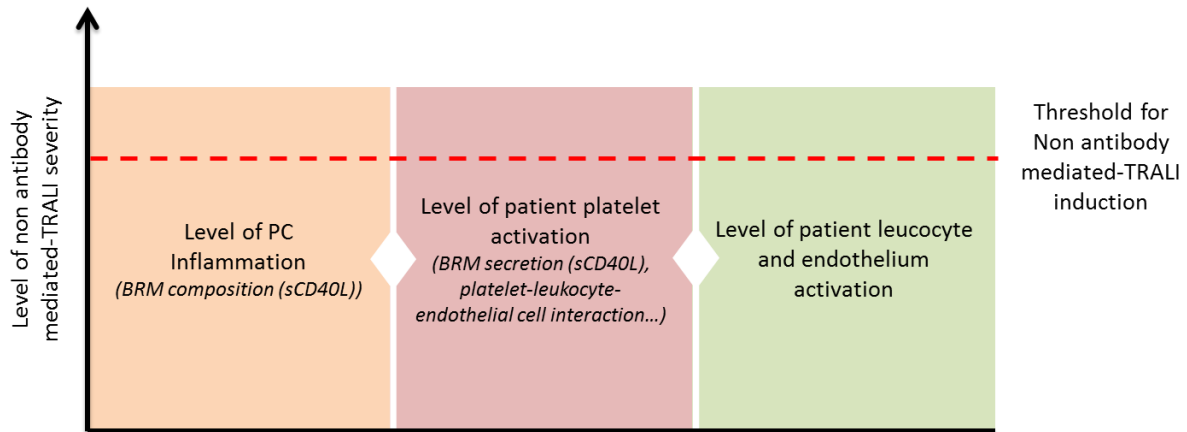 Level of non antibody
mediated-TRALI severity
Level of PC
Inflammation
(BRM composition (sCD40L))
Level of patient platelet
activation
(BRM secretion (sCD40L),
platelet-leukocyte-
endothelial cell interaction...)
Level of patient leucocyte
and endothelium
activation
Threshold for
Non antibody
mediated-TRALI
induction